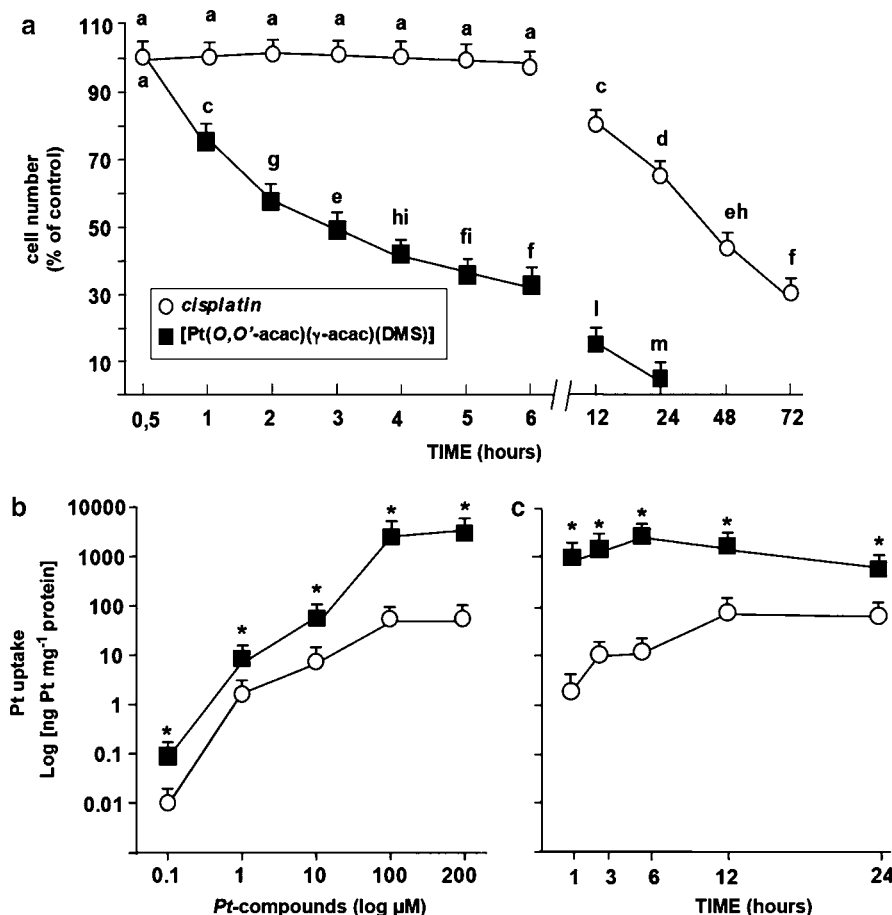 a
110
90
70
50
30
10
cell number
(% of control)
a a a a a a a
a
c
g
e
hi
fi
f
c
d
eh
f
l
m
cisplatin
[Pt(O,O'-acac)(γ-acac)(DMS)]
0,5 1 2 3 4 5 6 12 24 48 72
TIME (hours)
b
10000
1000
100
10
1
0.1
0.01
Pt uptake
Log [ng Pt mg⁻¹ protein]
* * * * *
0.1 1 10 100 200
Pt-compounds (log µM)
c
* * * * *
1 3 6 12 24
TIME (hours)